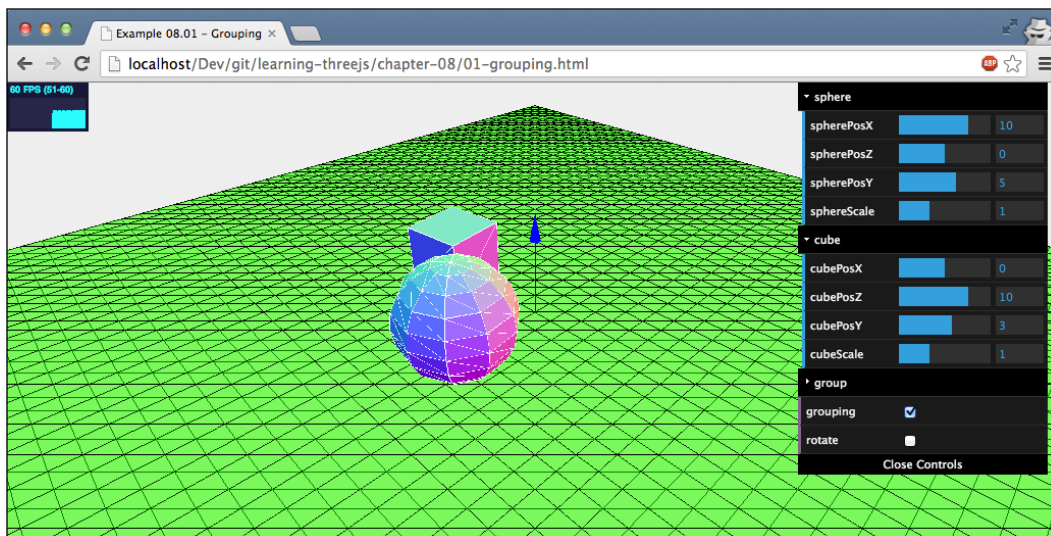 Example 08.01 - Grouping ×
localhost/Dev/git/learning-threejs/chapter-08/01-grouping.html
ABP
60 FPS (51-60)
sphere
spherePosX 10
spherePosZ 0
spherePosY 5
sphereScale 1
cube
cubePosX 0
cubePosZ 10
cubePosY 3
cubeScale 1
group
grouping
rotate
Close Controls